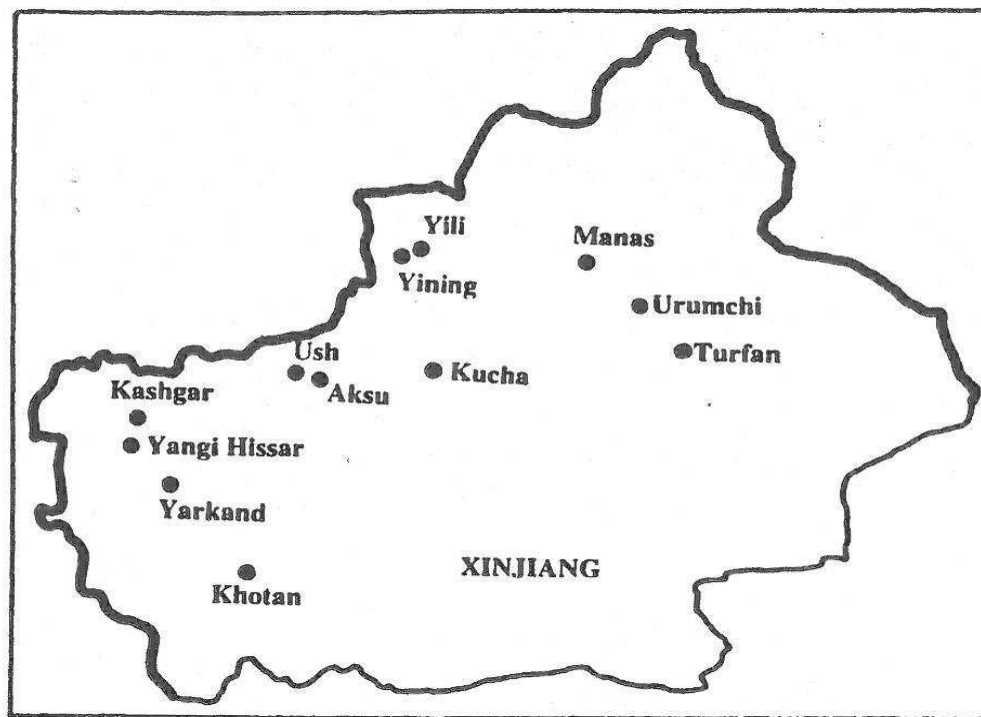 Yili
Manas
Yining
Urumchi
Turfan
Ush
Kucha
Aksu
Kashgar
Yangi Hissar
Yarkand
XINJIANG
Khotan